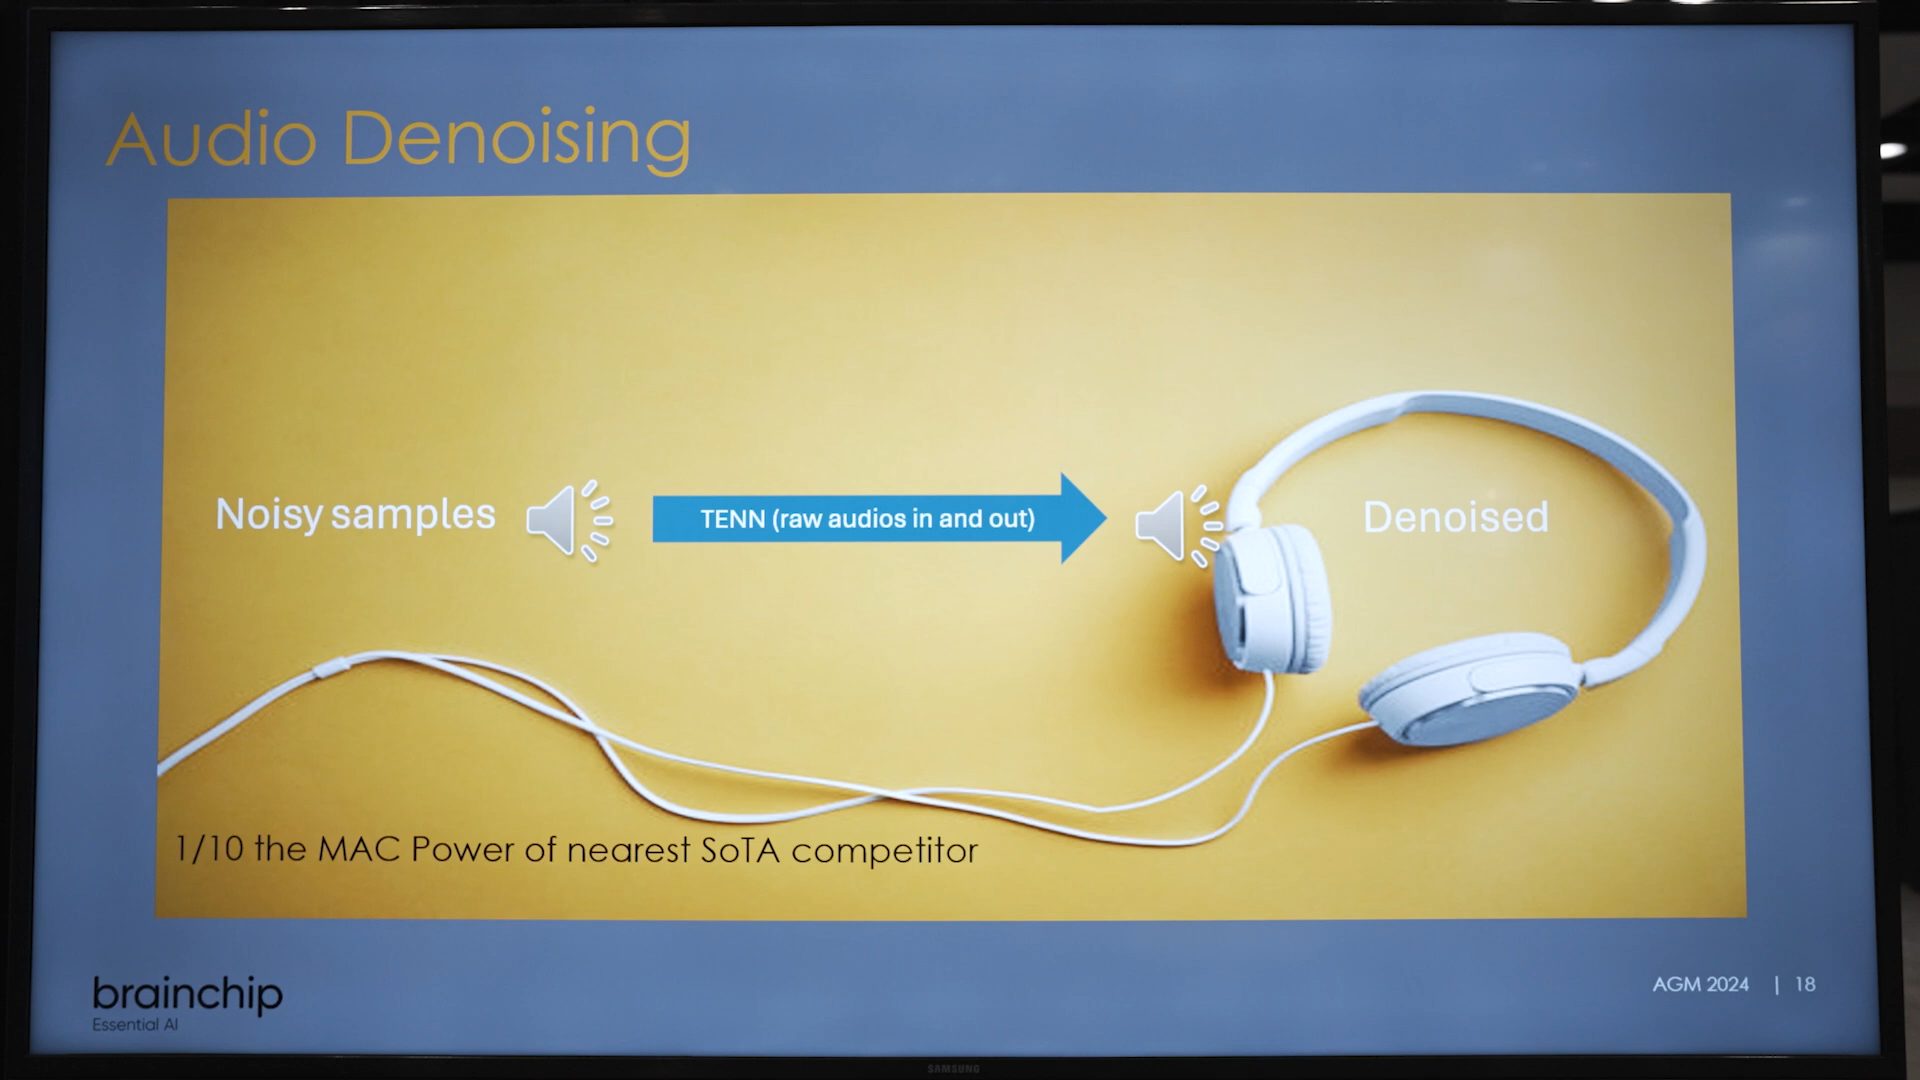 Audio Denoising
Noisy samples
TENN (raw audios in and out)
Denoised
1/10 the MAC Power of nearest SoTA competitor
brainchip
Essential AI
AGM 2024 | 18
SAMSUNG